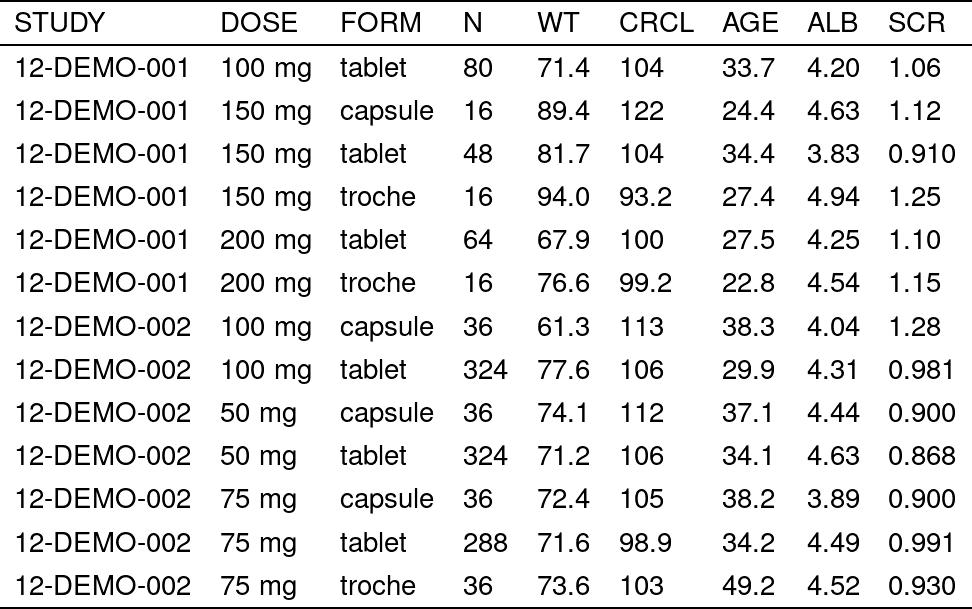 STUDY DOSE FORM N WT CRCL AGE ALB SCR
12-DEMO-001 100 mg tablet 80 71.4 104 33.7 4.20 1.06
12-DEMO-001 150 mg capsule 16 89.4 122 24.4 4.63 1.12
12-DEMO-001 150 mg tablet 48 81.7 104 34.4 3.83 0.910
12-DEMO-001 150 mg troche 16 94.0 93.2 27.4 4.94 1.25
12-DEMO-001 200 mg tablet 64 67.9 100 27.5 4.25 1.10
12-DEMO-001 200 mg troche 16 76.6 99.2 22.8 4.54 1.15
12-DEMO-002 100 mg capsule 36 61.3 113 38.3 4.04 1.28
12-DEMO-002 100 mg tablet 324 77.6 106 29.9 4.31 0.981
12-DEMO-002 50 mg capsule 36 74.1 112 37.1 4.44 0.900
12-DEMO-002 50 mg tablet 324 71.2 106 34.1 4.63 0.868
12-DEMO-002 75 mg capsule 36 72.4 105 38.2 3.89 0.900
12-DEMO-002 75 mg tablet 288 71.6 98.9 34.2 4.49 0.991
12-DEMO-002 75 mg troche 36 73.6 103 49.2 4.52 0.930